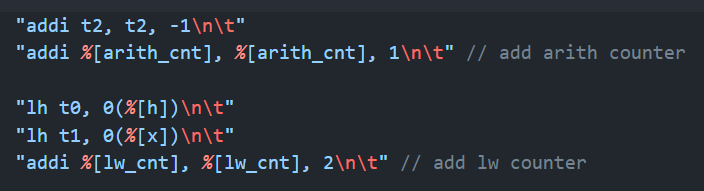 "addi t2, t2, -1\n\t"
"addi %[arith_cnt], %[arith_cnt], 1\n\t" // add arith counter
"lh t0, 0(%[h])\n\t"
"lh t1, 0(%[x])\n\t"
"addi %[lw_cnt], %[lw_cnt], 2\n\t" // add lw counter